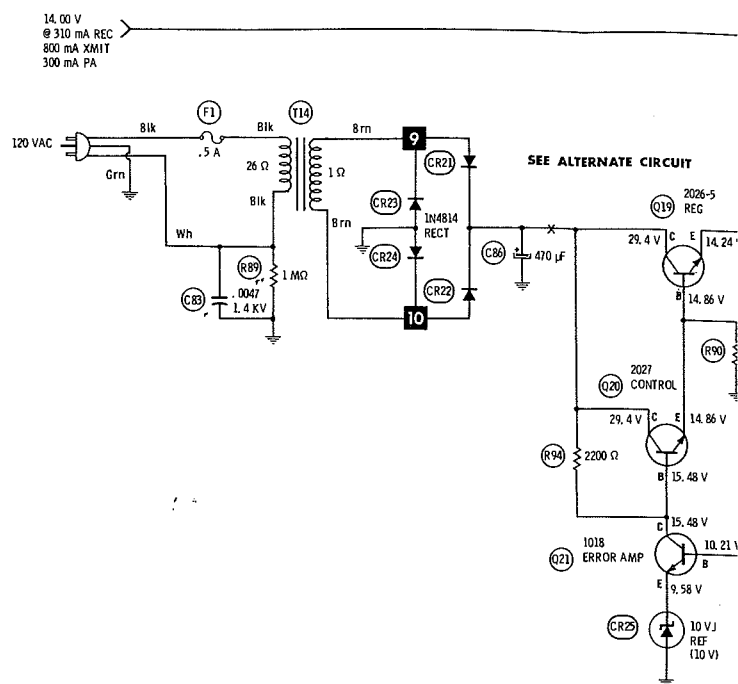 14.00 V
@ 310 mA REC
800 mA XMIT
300 mA PA
F1
T14
Blk
Blk
Brn
9
120 VAC
.5 A
CR21
SEE ALTERNATE CIRCUIT
26 Ω
1 Ω
Grn
2026-5
REG
Q19
Blk
CR23
1N4814
RECT
Brn
C E
29.4 V
14.24
Wh
CR24
C86
+
470 µF
R89
1 MΩ
CR22
B
14.86 V
C83
.0047
1.4 KV
10
R90
2027
CONTROL
Q20
C E
29.4 V
14.86 V
R94
2200 Ω
B
15.48 V
C
15.48 V
1018
ERROR AMP
Q21
10.21 V
B
E
9.58 V
CR25
10 VJ
REF
(10 V)